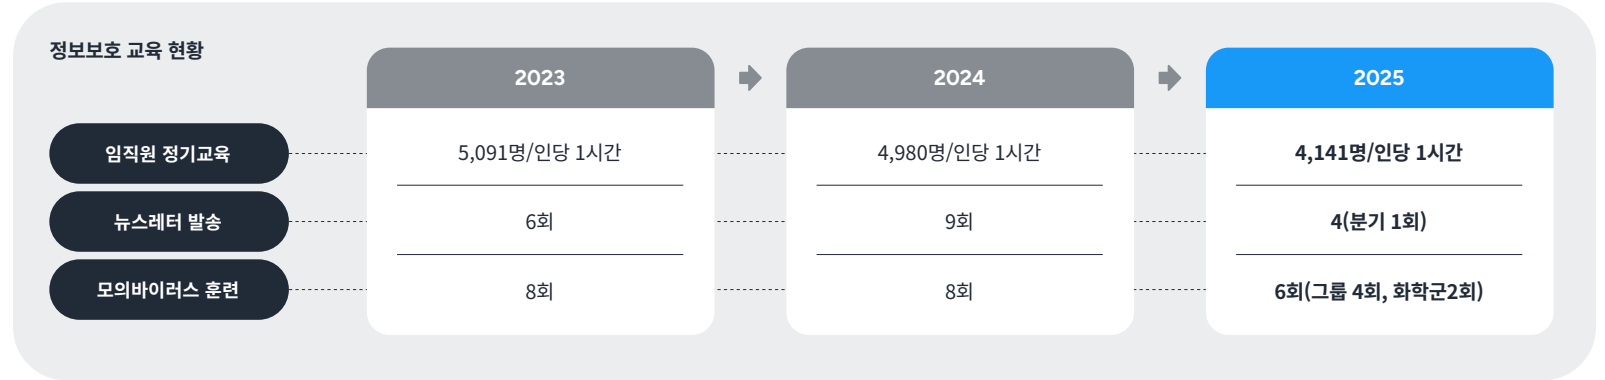 정보보호 교육 현황
2023
2024
2025
임직원 정기교육
5,091명/인당 1시간
4,980명/인당 1시간
4,141명/인당 1시간
뉴스레터 발송
6회
9회
4(분기 1회)
모의바이러스 훈련
8회
8회
6회(그룹 4회, 화학군2회)